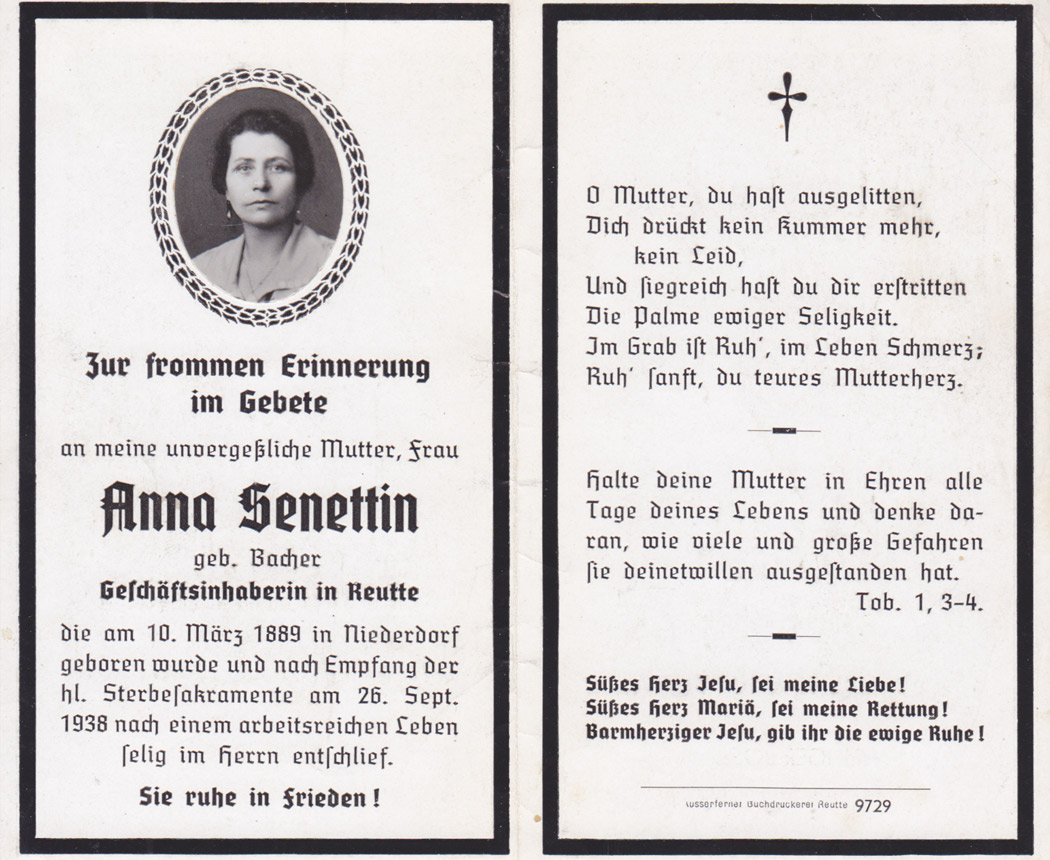 Zur frommen Erinnerung
im Gebete
an meine unvergeßliche Mutter, Frau
Anna Senettin
geb. Bacher
Geschäftsinhaberin in Reutte
die am 10. März 1889 in Niederdorf
geboren wurde und nach Empfang der
hl. Sterbesakramente am 26. Sept.
1938 nach einem arbeitsreichen Leben
selig im Herrn entschlief.
Sie ruhe in Frieden!
O Mutter, du hast ausgelitten,
Dich drückt kein Kummer mehr,
kein Leid,
Und siegreich hast du dir erstritten
Die Palme ewiger Seligkeit.
Im Grab ist Ruh', im Leben Schmerz;
Ruh' sanft, du teures Mutterherz.
Halte deine Mutter in Ehren alle
Tage deines Lebens und denke da-
ran, wie viele und große Gefahren
sie deinetwillen ausgestanden hat.
Tob. 1, 3-4.
Süßes Herz Jesu, sei meine Liebe!
Süßes Herz Mariä, sei meine Rettung!
Barmherziger Jesu, gib ihr die ewige Ruhe!
Ausserferner Buchdruckerei Reutte 9729